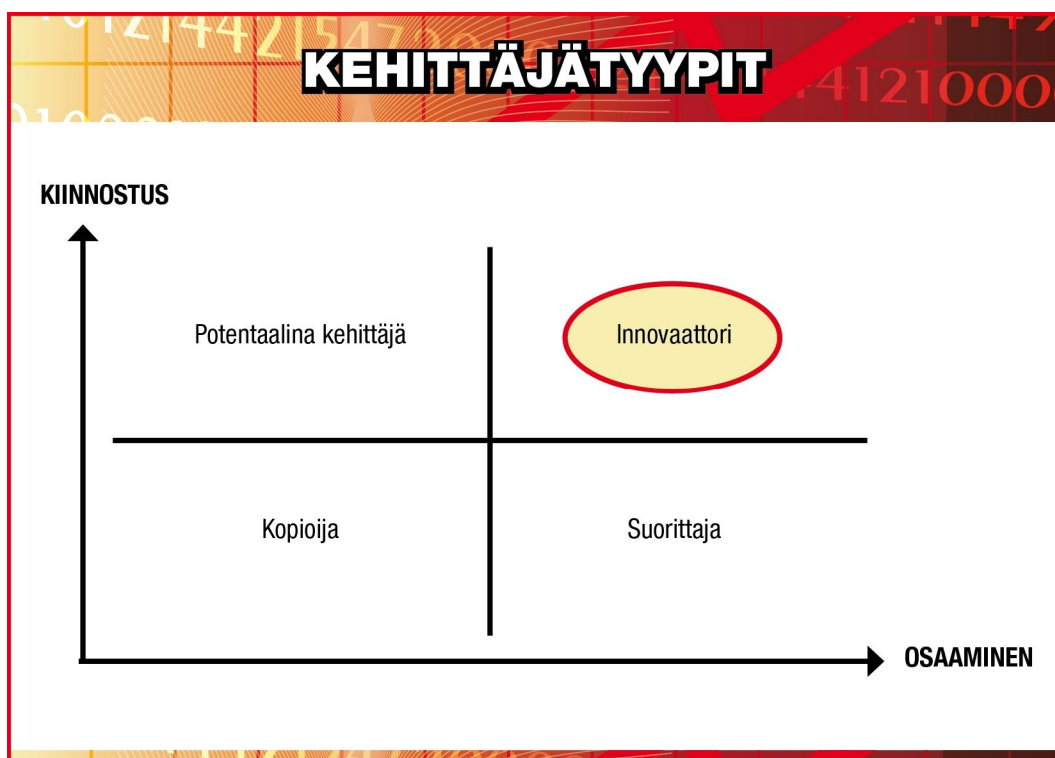 KEHITTÄJÄTYYPIT
KIINNOSTUS
Potentaalina kehittäjä
Innovaattori
Kopioija
Suorittaja
OSAAMINEN